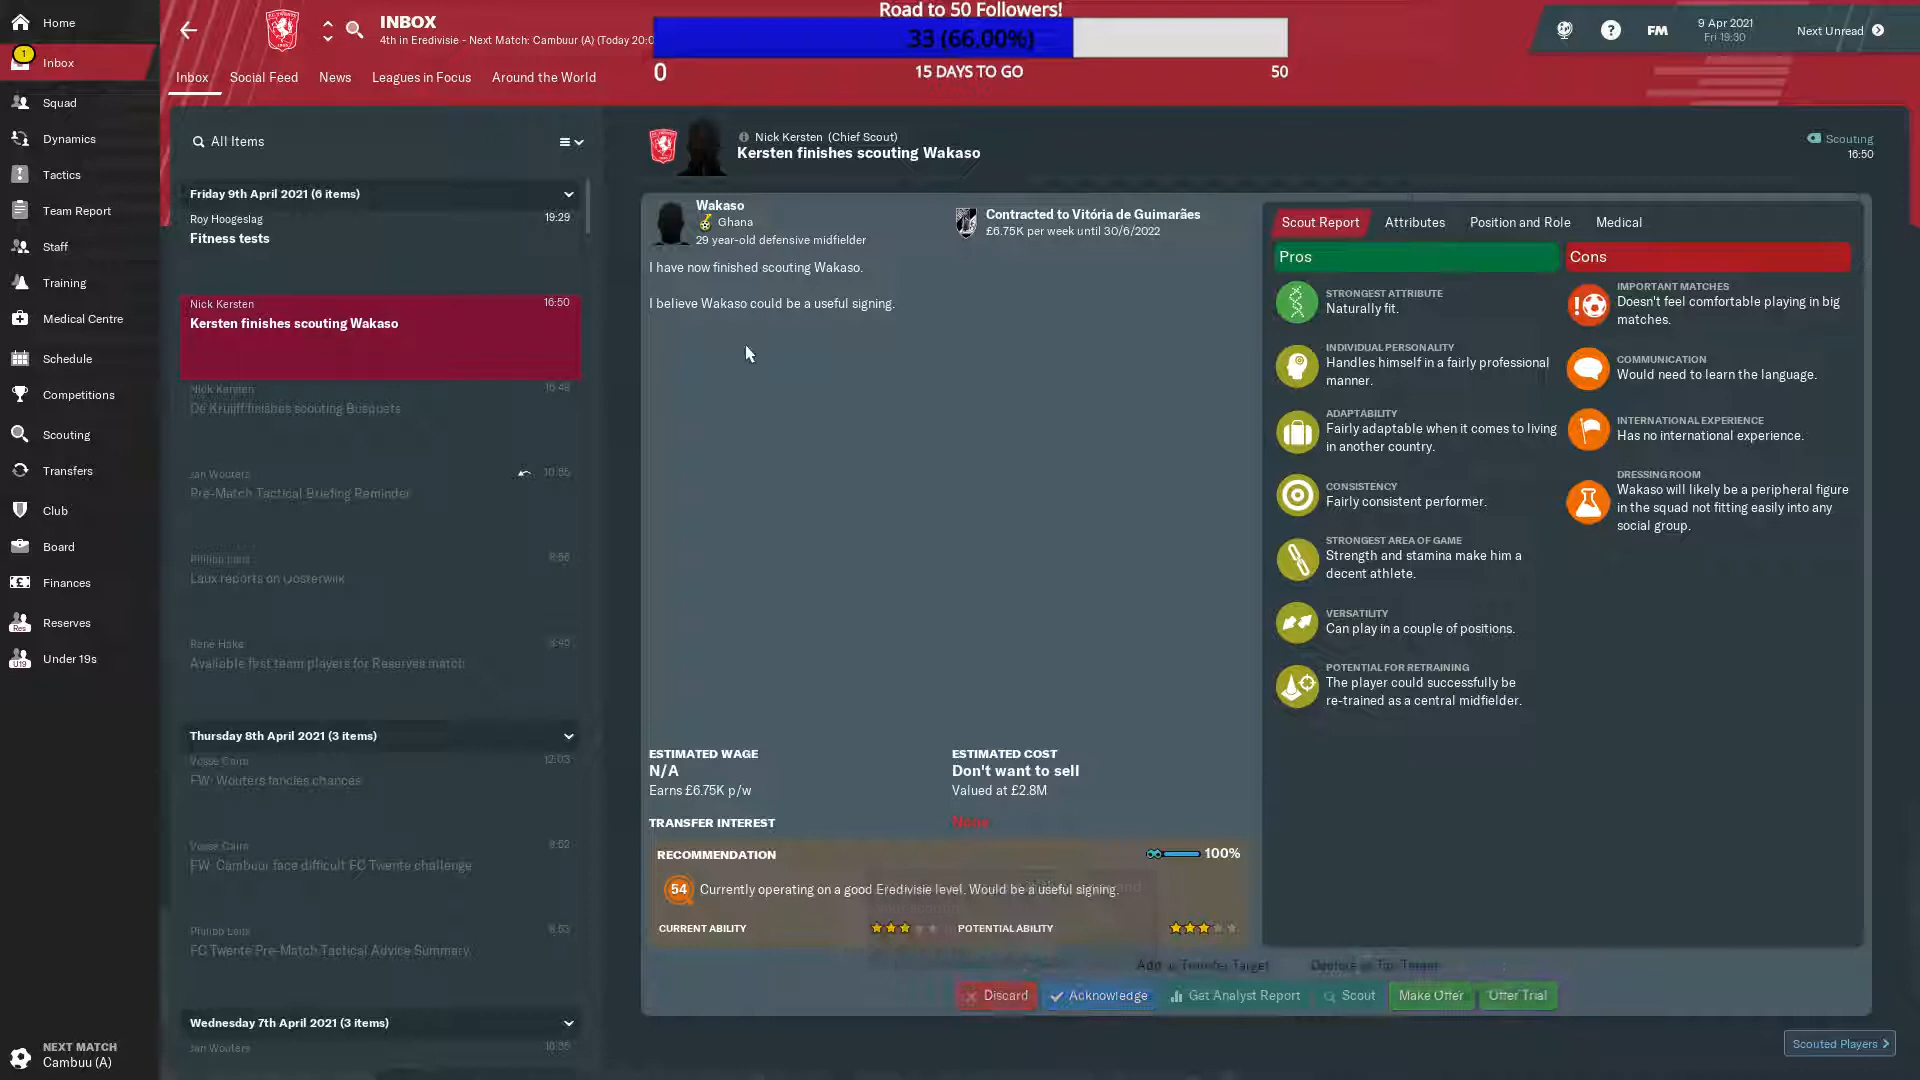 Home
1
Inbox
Squad
Dynamics
Tactics
Team Report
Staff
Training
Medical Centre
Schedule
Competitions
Scouting
Transfers
Club
Board
Finances
Reserves
Under 19s
NEXT MATCH
Cambuu (A)
INBOX
4th in Eredivisie - Next Match: Cambuur (A) (Today 20:0
Inbox
Social Feed
News
Leagues in Focus
Around the World
Road to 50 Followers!
33 (66.00%)
0
15 DAYS TO GO
50
FM
9 Apr 2021
Fri 19:30
Next Unread
All Items
Friday 9th April 2021 (6 items)
Roy Hoogeslag
19:29
Fitness tests
Nick Kersten
16:50
Kersten finishes scouting Wakaso
Nick Kersten
16:48
De Kruijff finishes scouting Busquets
Jan Wouters
Pre-Match Tactical Briefing Reminder
Laux reports on Oosterwijk
Rene Hake
Available first team players for Reserves match
Thursday 8th April 2021 (3 items)
Vosse Cairn
12:03
FW: Wouters fancies chances
Vosse Cairn
FW: Cambuur face difficult FC Twente challenge
Philipp Laux
FC Twente Pre-Match Tactical Advice Summary
Wednesday 7th April 2021 (3 items)
Jan Wouters
Nick Kersten (Chief Scout)
Kersten finishes scouting Wakaso
Scouting
16:50
Wakaso
Ghana
29 year-old defensive midfielder
Contracted to Vitória de Guimarães
£6.75K per week until 30/6/2022
I have now finished scouting Wakaso.
I believe Wakaso could be a useful signing.
ESTIMATED WAGE
N/A
Earns £6.75K p/w
ESTIMATED COST
Don't want to sell
Valued at £2.8M
TRANSFER INTEREST
None
RECOMMENDATION
100%
54
Currently operating on a good Eredivisie level. Would be a useful signing.
CURRENT ABILITY
POTENTIAL ABILITY
Scout Report
Attributes
Position and Role
Medical
Pros
STRONGEST ATTRIBUTE
Naturally fit.
INDIVIDUAL PERSONALITY
Handles himself in a fairly professional
manner.
ADAPTABILITY
Fairly adaptable when it comes to living
in another country.
CONSISTENCY
Fairly consistent performer.
STRONGEST AREA OF GAME
Strength and stamina make him a
decent athlete.
VERSATILITY
Can play in a couple of positions.
POTENTIAL FOR RETRAINING
The player could successfully be
re-trained as a central midfielder.
Cons
IMPORTANT MATCHES
Doesn't feel comfortable playing in big
matches.
COMMUNICATION
Would need to learn the language.
INTERNATIONAL EXPERIENCE
Has no international experience.
DRESSING ROOM
Wakaso will likely be a peripheral figure
in the squad not fitting easily into any
social group.
Discard
Acknowledge
Get Analyst Report
Scout
Make Offer
Offer Trial
Scouted Players